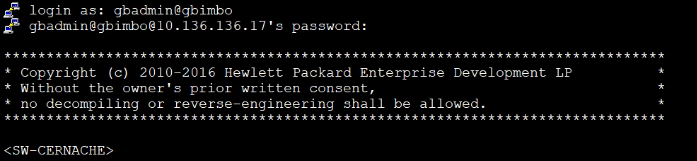 login as: gbadmin@gbimbo
gbadmin@gbimbo@10.136.136.17's password:
******************************************************************************
* Copyright (c) 2010-2016 Hewlett Packard Enterprise Development LP          *
* Without the owner's prior written consent,                                 *
* no decompiling or reverse-engineering shall be allowed.                    *
******************************************************************************
<SW-CERNACHE>